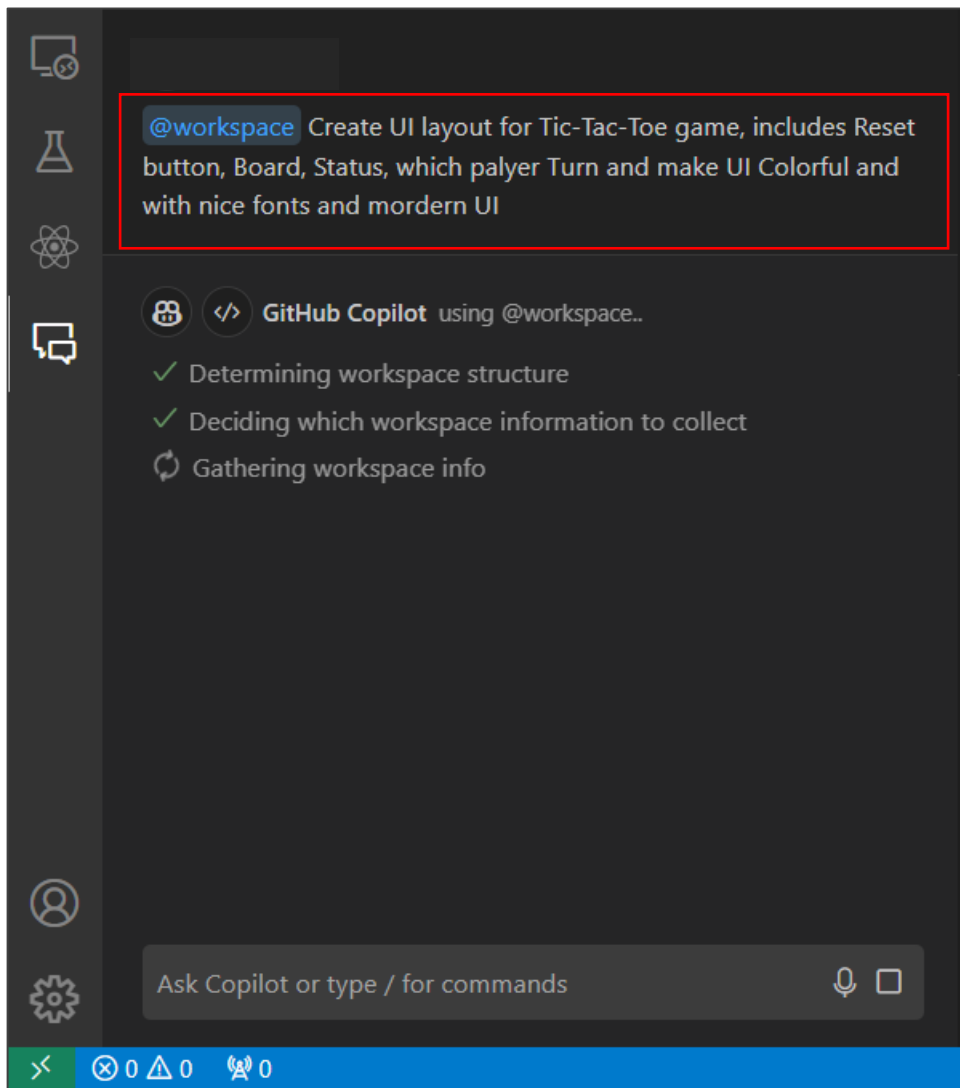 @workspace Create UI layout for Tic-Tac-Toe game, includes Reset
button, Board, Status, which palyer Turn and make UI Colorful and
with nice fonts and mordern UI
GitHub Copilot using @workspace..
Determining workspace structure
Deciding which workspace information to collect
Gathering workspace info
Ask Copilot or type / for commands
0 0 0